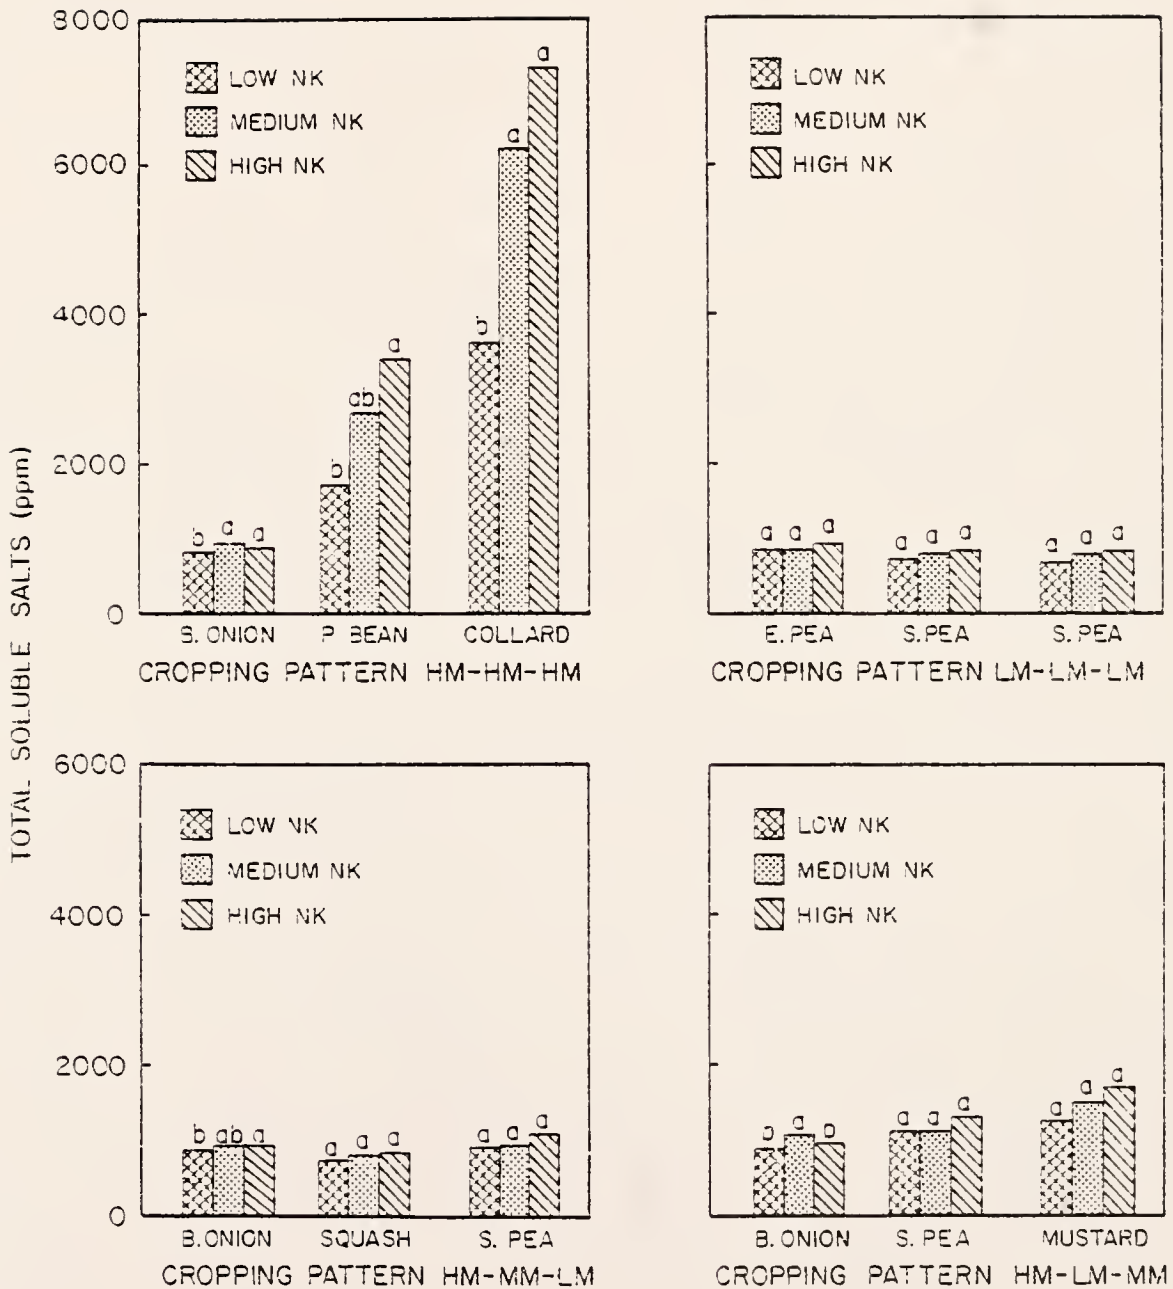 TOTAL SOLUBLE SALTS (ppm)
8000
6000
4000
2000
0
LOW NK
MEDIUM NK
HIGH NK
b a a
b ab a
b a a
B. ONION P. BEAN COLLARD
CROPPING PATTERN HM-HM-HM
LOW NK
MEDIUM NK
HIGH NK
a a a
a a a
a a a
E. PEA S. PEA S. PEA
CROPPING PATTERN LM-LM-LM
6000
4000
2000
0
LOW NK
MEDIUM NK
HIGH NK
b ab a
a a a
a a a
B. ONION SQUASH S. PEA
CROPPING PATTERN HM-MM-LM
LOW NK
MEDIUM NK
HIGH NK
b a b
a a a
a a a
B. ONION S. PEA MUSTARD
CROPPING PATTERN HM-LM-MM